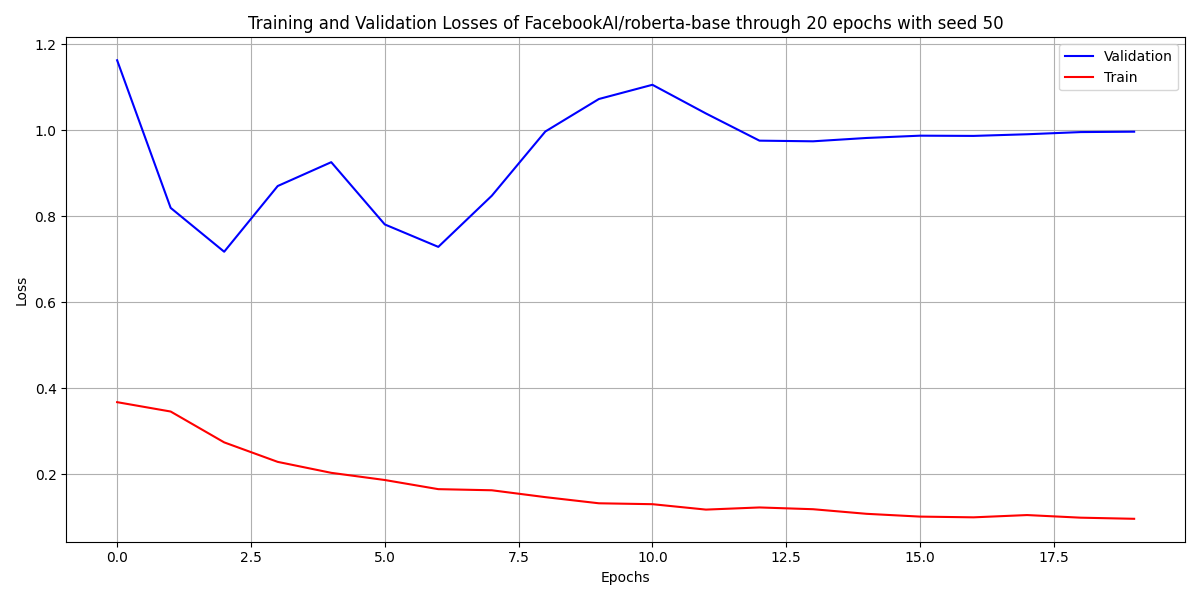 Training and Validation Losses of FacebookAI/roberta-base through 20 epochs with seed 50
Validation
Train
Loss
1.2
1.0
0.8
0.6
0.4
0.2
0.0 2.5 5.0 7.5 10.0 12.5 15.0 17.5
Epochs